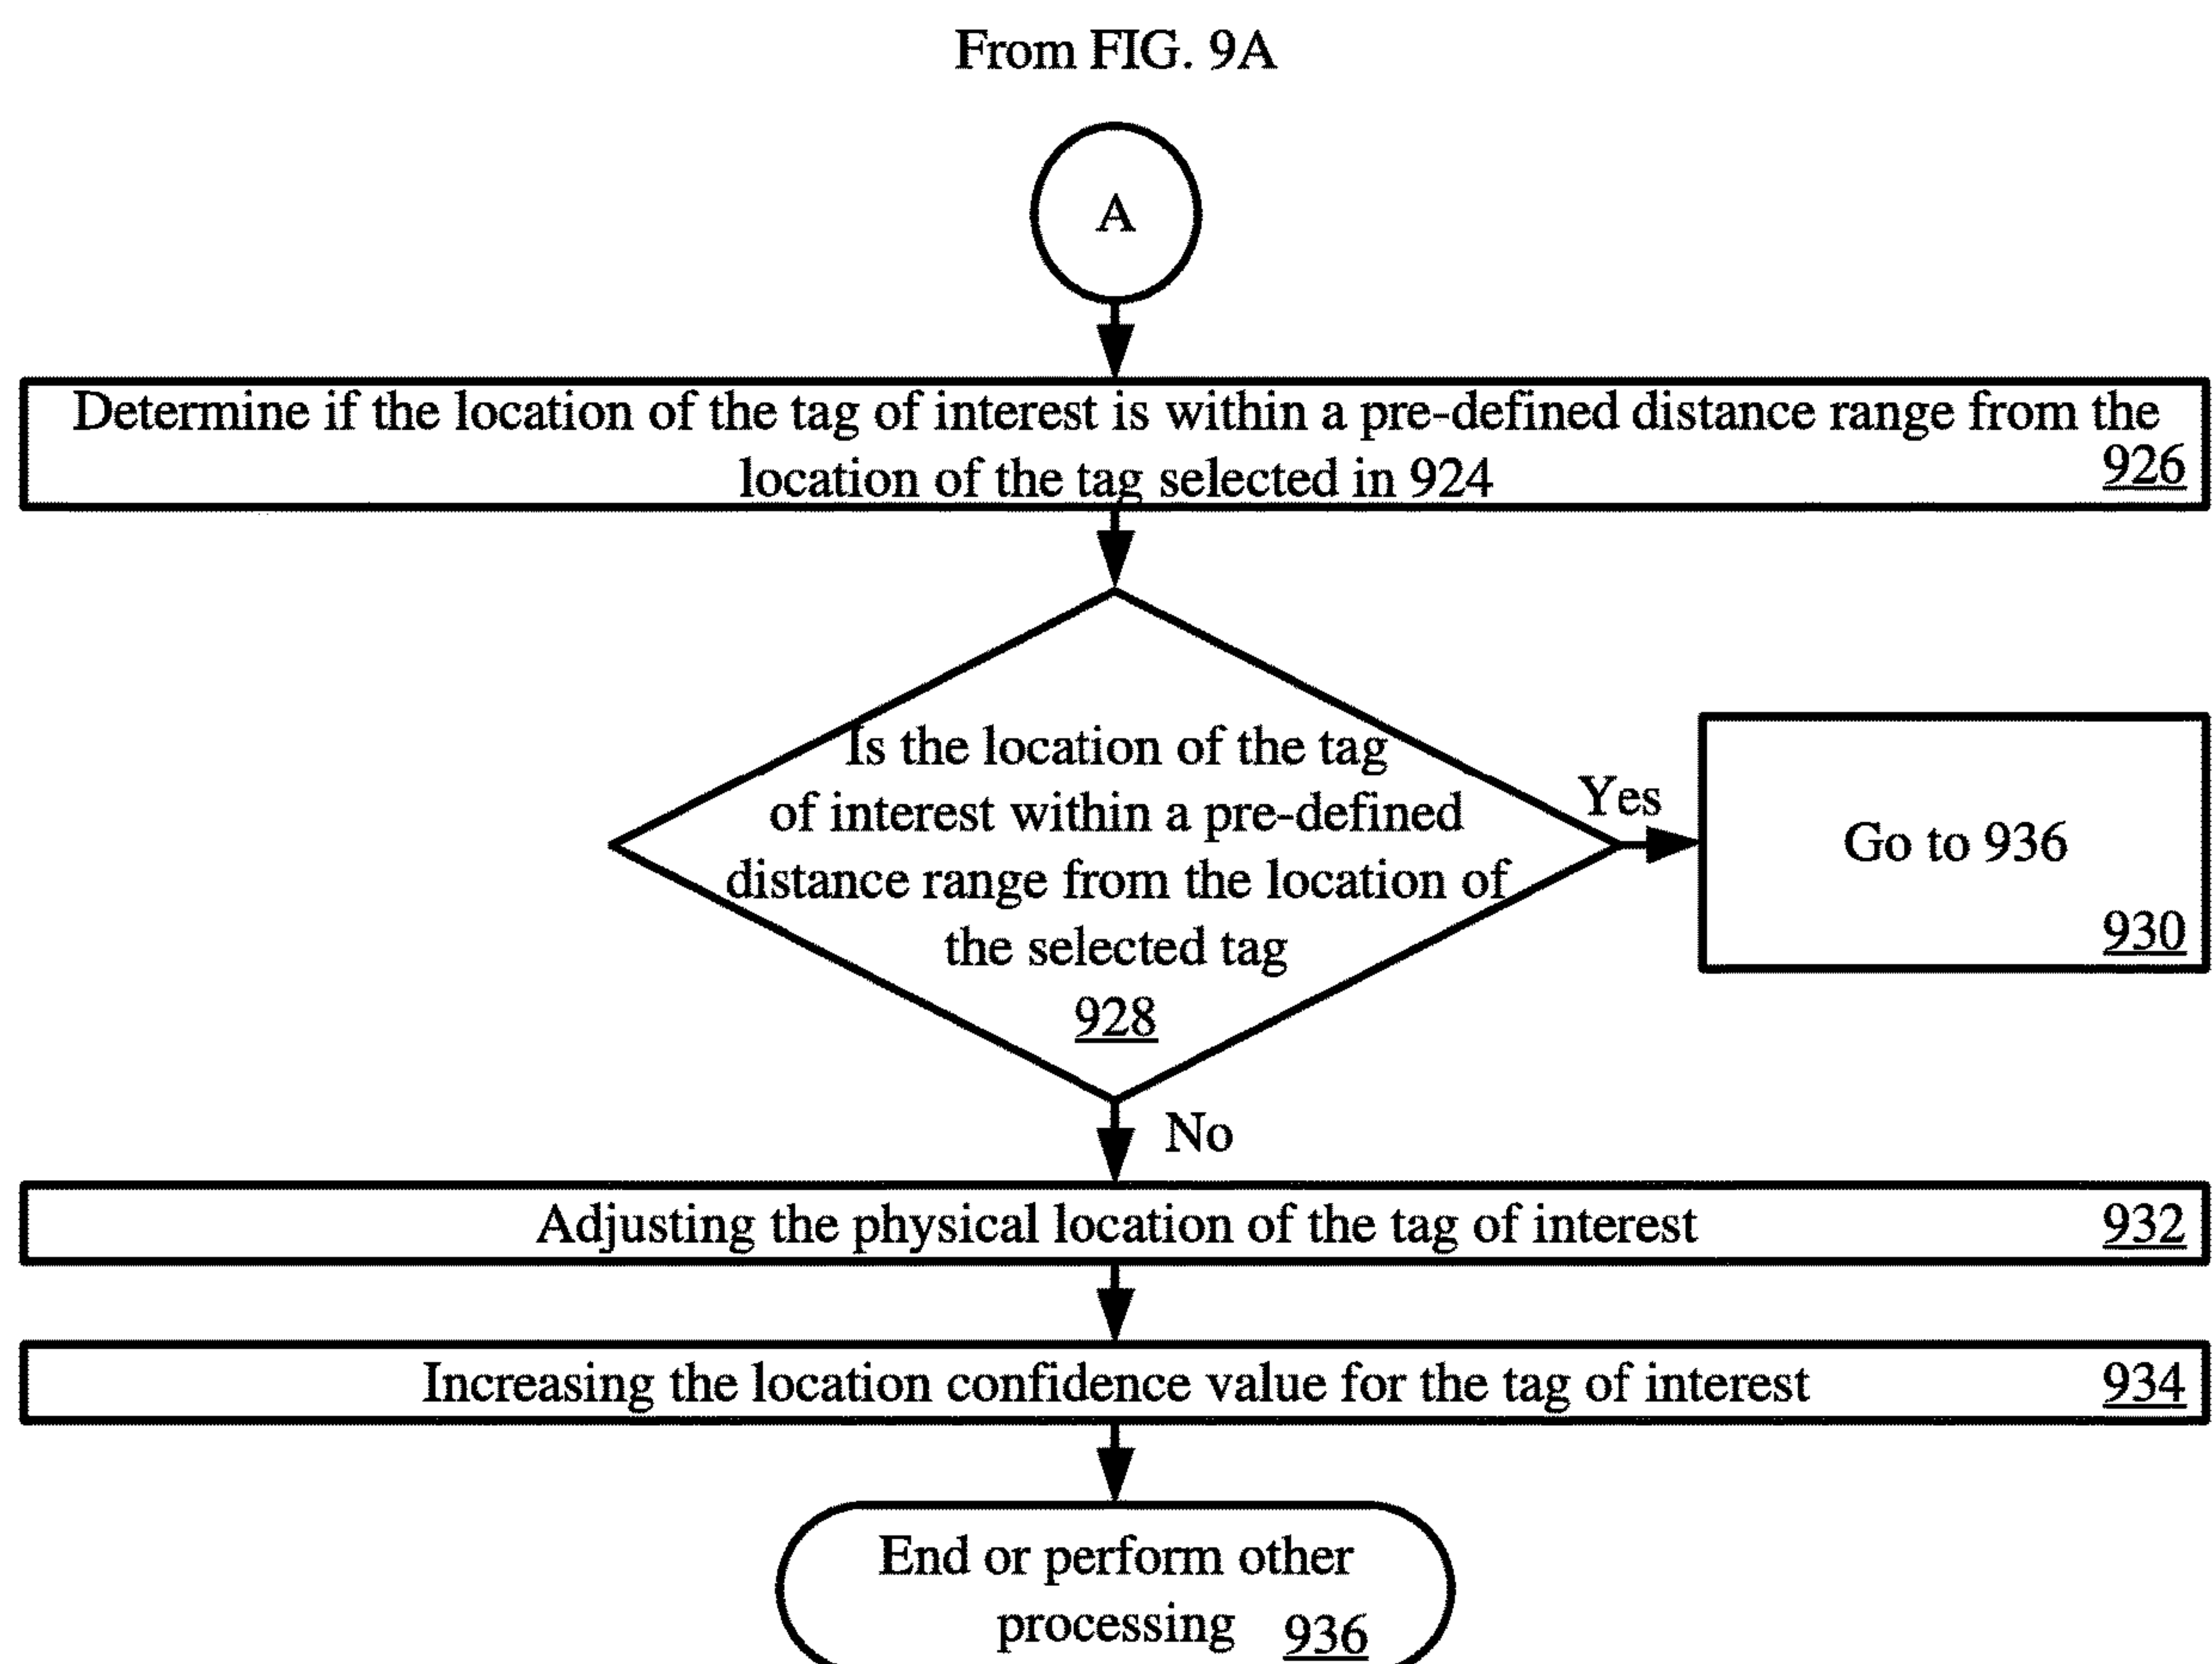 From FIG. 9A
A
Determine if the location of the tag of interest is within a pre-defined distance range from the
location of the tag selected in 924
926
Is the location of the tag
of interest within a pre-defined
distance range from the location of
the selected tag
928
Yes
Go to 936
930
No
Adjusting the physical location of the tag of interest
932
Increasing the location confidence value for the tag of interest
934
End or perform other
processing 936